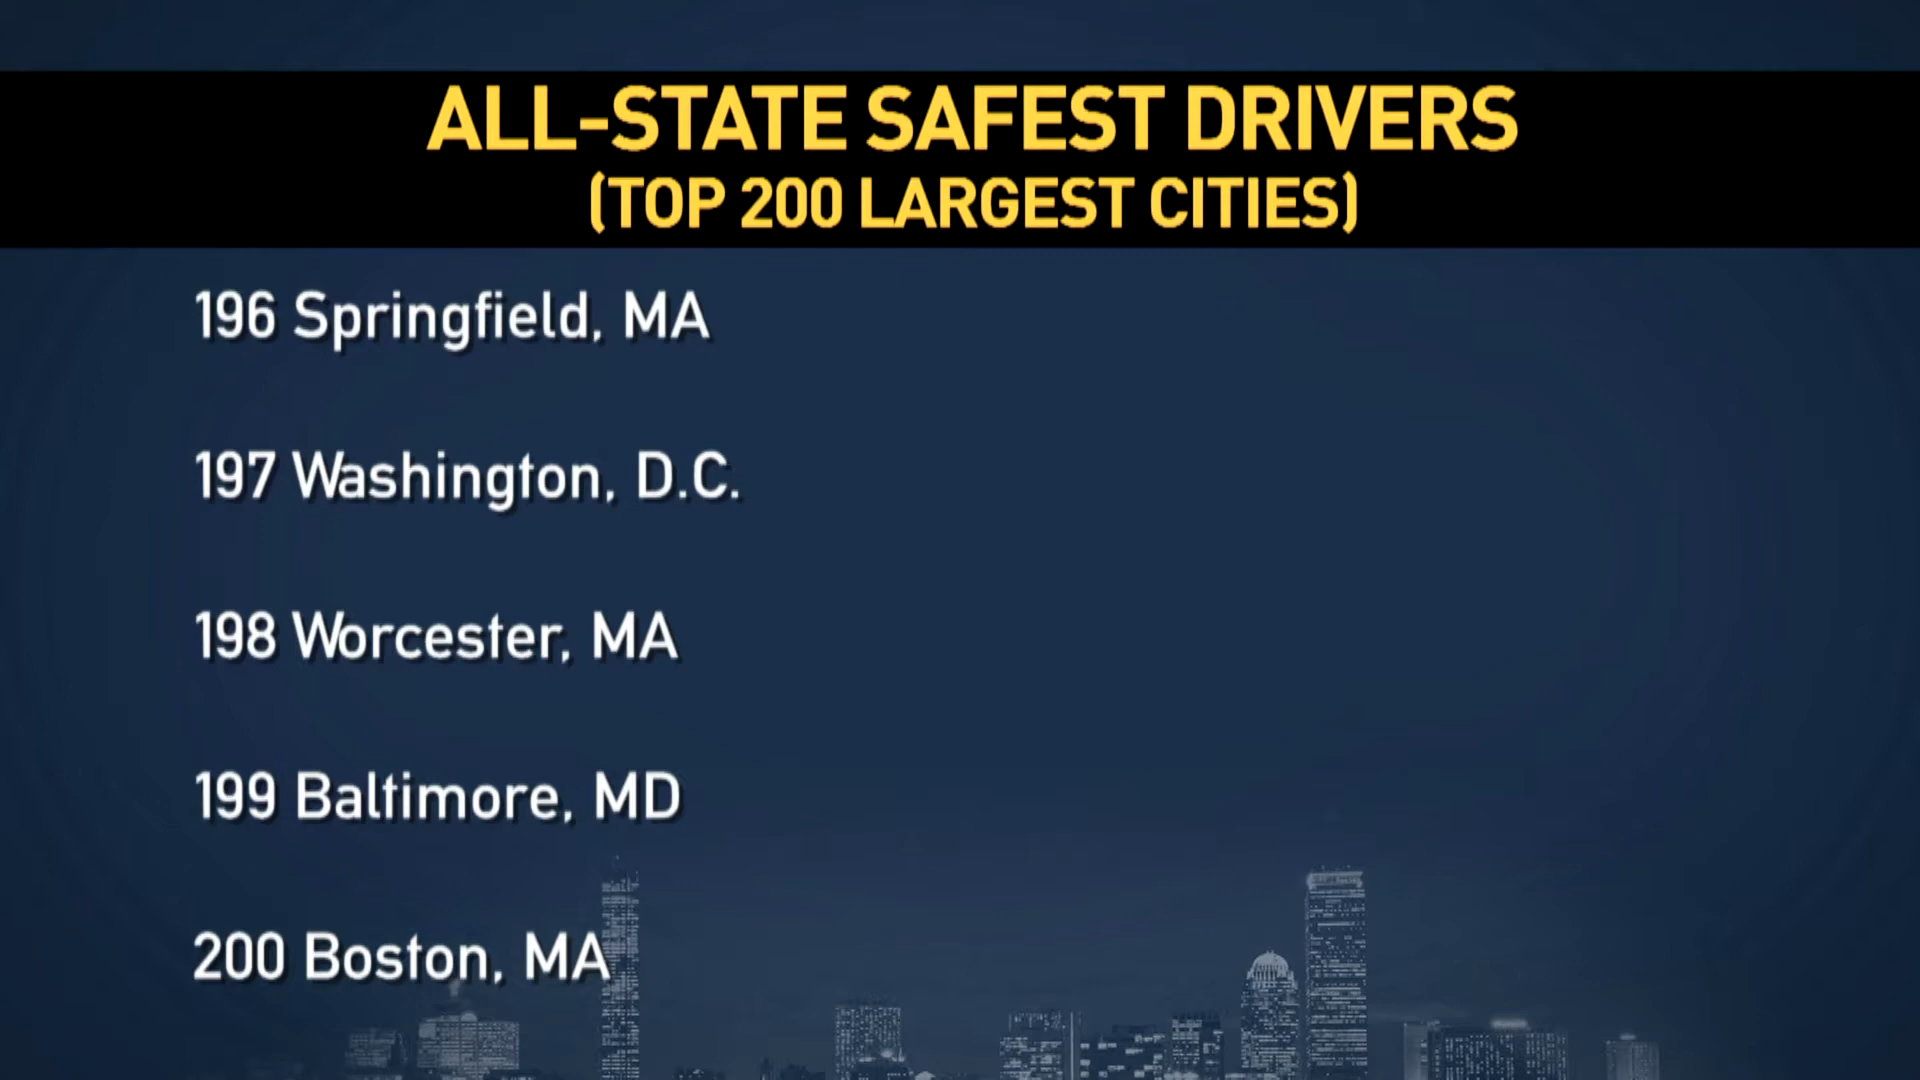 ALL-STATE SAFEST DRIVERS
(TOP 200 LARGEST CITIES)
196 Springfield, MA
197 Washington, D.C.
198 Worcester, MA
199 Baltimore, MD
200 Boston, MA